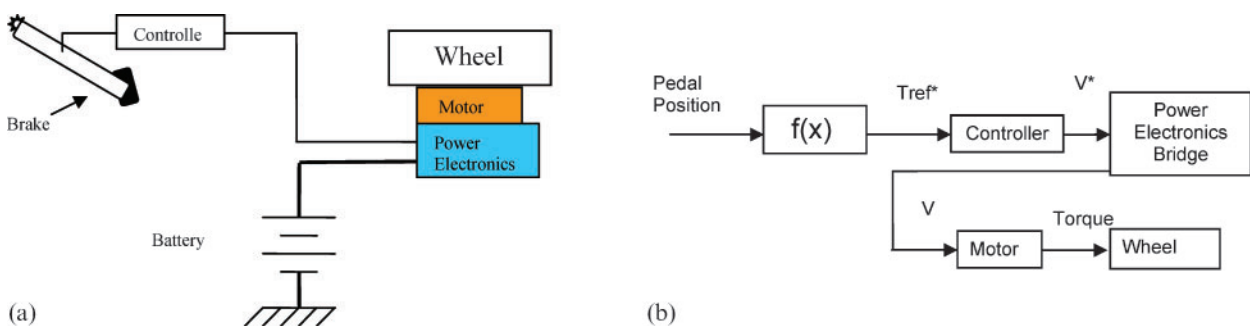 Controlle
Wheel
Motor
Brake
Power
Electronics
Battery
(a)
Pedal
Position
f(x)
Tref*
Controller
V*
Power
Electronics
Bridge
V
Motor
Torque
Wheel
(b)